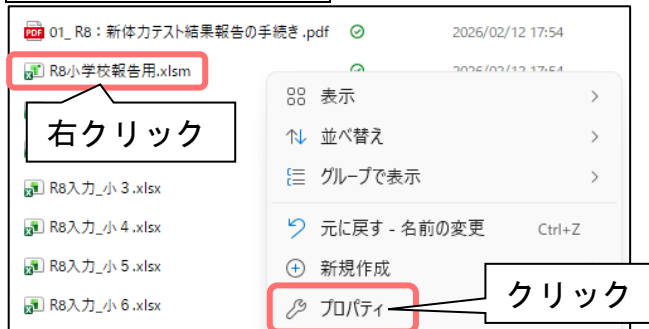 PDF 01_ R8：新体力テスト結果報告の手続き.pdf 2026/02/12 17:54
R8小学校報告用.xlsm
右クリック
表示
並べ替え
グループで表示
R8入力_小３.xlsx
R8入力_小４.xlsx
元に戻す - 名前の変更 Ctrl+Z
R8入力_小５.xlsx
新規作成
R8入力_小６.xlsx
プロパティ
クリック